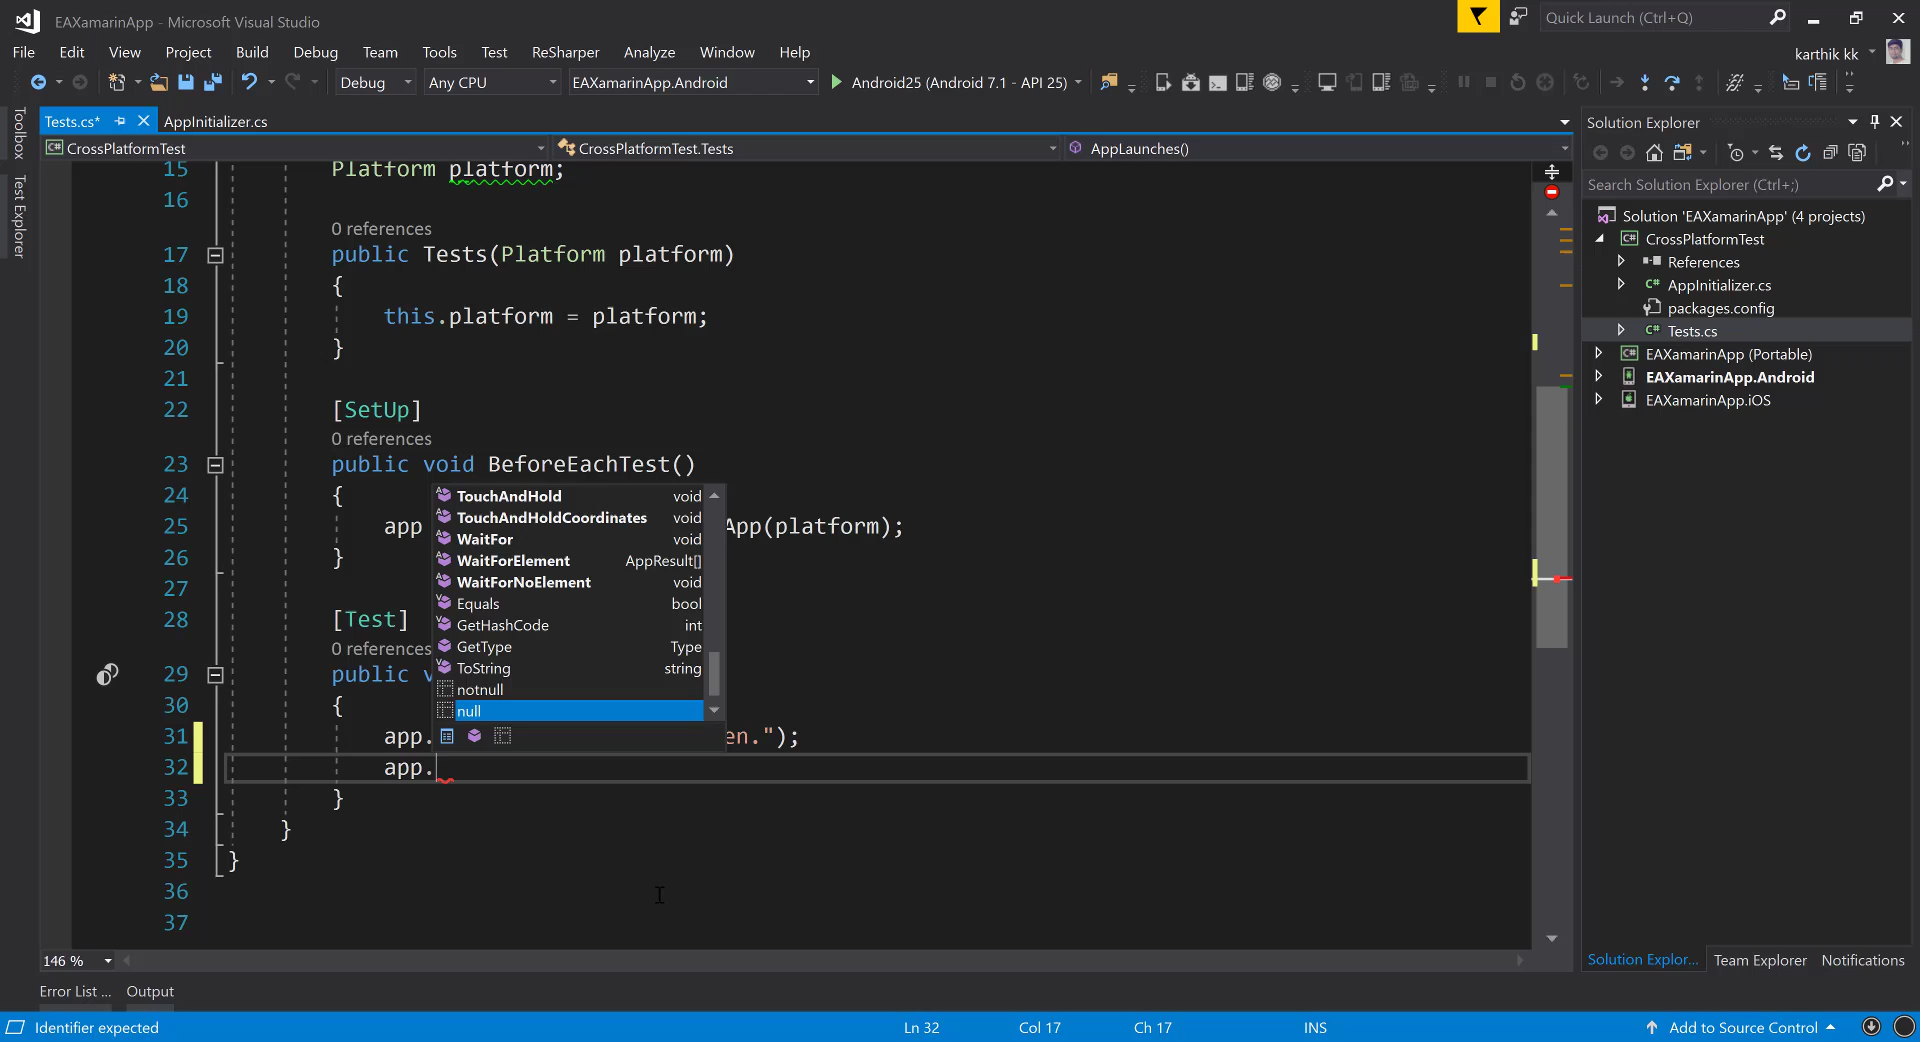 EAXamarinApp - Microsoft Visual Studio
Quick Launch (Ctrl+Q)
File Edit View Project Build Debug Team Tools Test ReSharper Analyze Window Help
karthik kk
Debug Any CPU EAXamarinApp.Android Android25 (Android 7.1 - API 25)
Toolbox
Test Explorer
Tests.cs* AppInitializer.cs
CrossPlatformTest CrossPlatformTest.Tests AppLaunches()
15 Platform platform;
16
0 references
17 public Tests(Platform platform)
18 {
19 this.platform = platform;
20 }
21
22 [SetUp]
0 references
23 public void BeforeEachTest()
24 {
25 app App(platform);
26 }
27
28 [Test]
0 references
29 public v
30 {
31 app. en.");
32 app.
33 }
34 }
35 }
36
37
TouchAndHold void
TouchAndHoldCoordinates void
WaitFor void
WaitForElement AppResult[]
WaitForNoElement void
Equals bool
GetHashCode int
GetType Type
ToString string
notnull
null
146 %
Solution Explorer
Search Solution Explorer (Ctrl+;)
Solution 'EAXamarinApp' (4 projects)
CrossPlatformTest
References
AppInitializer.cs
packages.config
Tests.cs
EAXamarinApp (Portable)
EAXamarinApp.Android
EAXamarinApp.iOS
Solution Explor... Team Explorer Notifications
Error List ... Output
Identifier expected Ln 32 Col 17 Ch 17 INS Add to Source Control